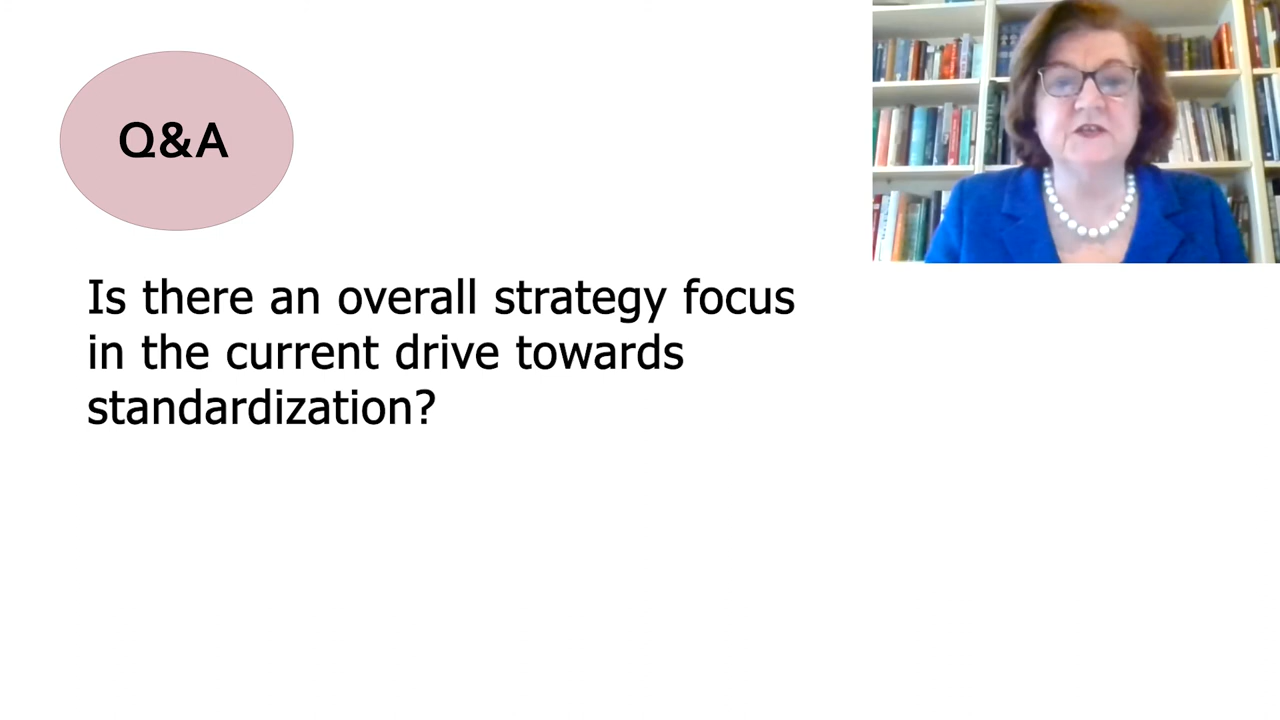 Q&A
Is there an overall strategy focus
in the current drive towards
standardization?